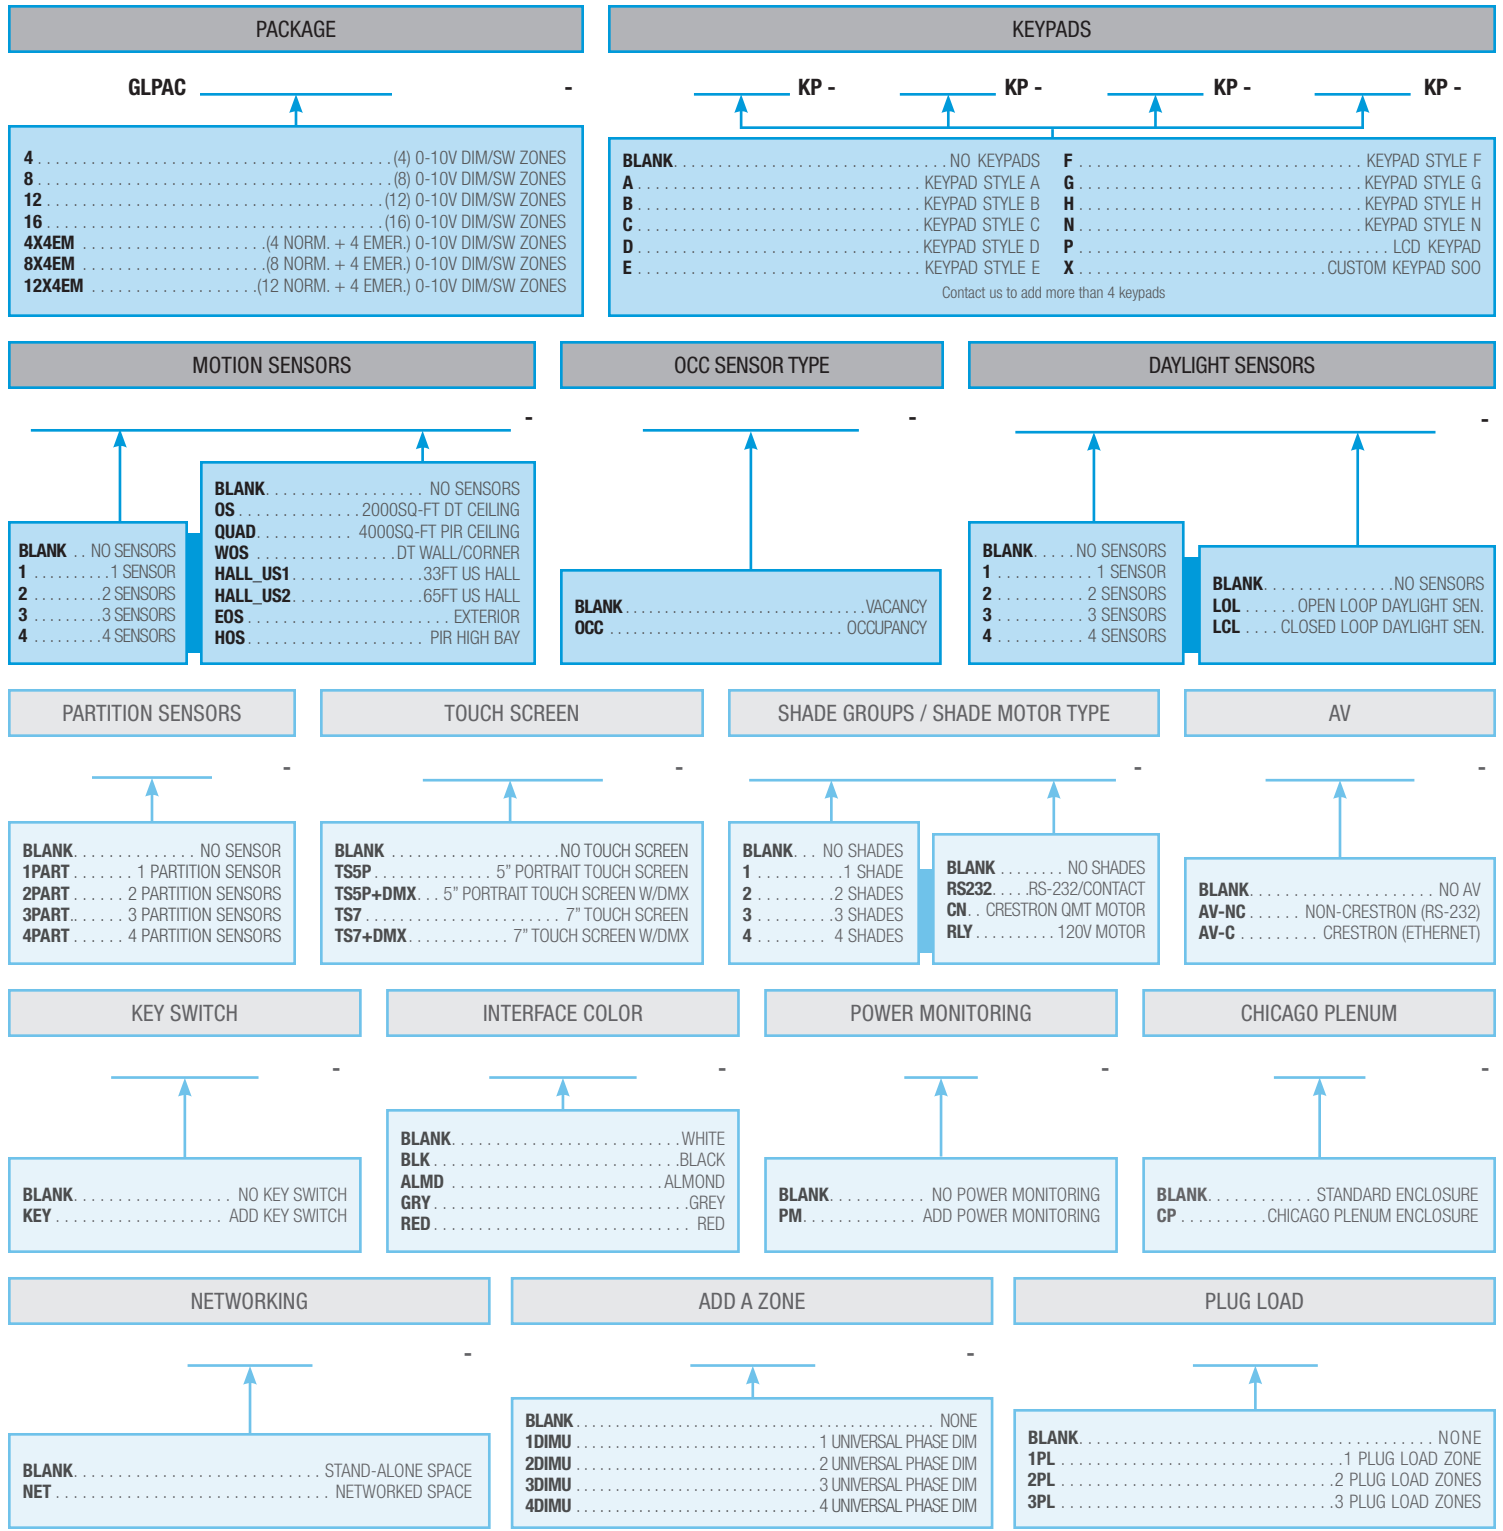 PACKAGE
GLPAC -
4 (4) 0-10V DIM/SW ZONES
8 (8) 0-10V DIM/SW ZONES
12 (12) 0-10V DIM/SW ZONES
16 (16) 0-10V DIM/SW ZONES
4X4EM (4 NORM. + 4 EMER.) 0-10V DIM/SW ZONES
8X4EM (8 NORM. + 4 EMER.) 0-10V DIM/SW ZONES
12X4EM (12 NORM. + 4 EMER.) 0-10V DIM/SW ZONES
KEYPADS
KP - KP - KP - KP -
BLANK NO KEYPADS
A KEYPAD STYLE A
B KEYPAD STYLE B
C KEYPAD STYLE C
D KEYPAD STYLE D
E KEYPAD STYLE E
F KEYPAD STYLE F
G KEYPAD STYLE G
H KEYPAD STYLE H
N KEYPAD STYLE N
P LCD KEYPAD
X CUSTOM KEYPAD SOO
Contact us to add more than 4 keypads
MOTION SENSORS
-
BLANK NO SENSORS
1 1 SENSOR
2 2 SENSORS
3 3 SENSORS
4 4 SENSORS
BLANK NO SENSORS
OS 2000SQ-FT DT CEILING
QUAD 4000SQ-FT PIR CEILING
WOS DT WALL/CORNER
HALL_US1 33FT US HALL
HALL_US2 65FT US HALL
EOS EXTERIOR
HOS PIR HIGH BAY
OCC SENSOR TYPE
-
BLANK VACANCY
OCC OCCUPANCY
DAYLIGHT SENSORS
-
BLANK NO SENSORS
1 1 SENSOR
2 2 SENSORS
3 3 SENSORS
4 4 SENSORS
BLANK NO SENSORS
LOL OPEN LOOP DAYLIGHT SEN.
LCL CLOSED LOOP DAYLIGHT SEN.
PARTITION SENSORS
-
BLANK NO SENSOR
1PART 1 PARTITION SENSOR
2PART 2 PARTITION SENSORS
3PART 3 PARTITION SENSORS
4PART 4 PARTITION SENSORS
TOUCH SCREEN
-
BLANK NO TOUCH SCREEN
TS5P 5” PORTRAIT TOUCH SCREEN
TS5P+DMX 5” PORTRAIT TOUCH SCREEN W/DMX
TS7 7” TOUCH SCREEN
TS7+DMX 7” TOUCH SCREEN W/DMX
SHADE GROUPS / SHADE MOTOR TYPE
-
BLANK NO SHADES
1 1 SHADE
2 2 SHADES
3 3 SHADES
4 4 SHADES
BLANK NO SHADES
RS232 RS-232/CONTACT
CN CRESTRON QMT MOTOR
RLY 120V MOTOR
AV
-
BLANK NO AV
AV-NC NON-CRESTRON (RS-232)
AV-C CRESTRON (ETHERNET)
KEY SWITCH
-
BLANK NO KEY SWITCH
KEY ADD KEY SWITCH
INTERFACE COLOR
-
BLANK WHITE
BLK BLACK
ALMD ALMOND
GRY GREY
RED RED
POWER MONITORING
-
BLANK NO POWER MONITORING
PM ADD POWER MONITORING
CHICAGO PLENUM
-
BLANK STANDARD ENCLOSURE
CP CHICAGO PLENUM ENCLOSURE
NETWORKING
-
BLANK STAND-ALONE SPACE
NET NETWORKED SPACE
ADD A ZONE
-
BLANK NONE
1DIMU 1 UNIVERSAL PHASE DIM
2DIMU 2 UNIVERSAL PHASE DIM
3DIMU 3 UNIVERSAL PHASE DIM
4DIMU 4 UNIVERSAL PHASE DIM
PLUG LOAD
BLANK NONE
1PL 1 PLUG LOAD ZONE
2PL 2 PLUG LOAD ZONES
3PL 3 PLUG LOAD ZONES